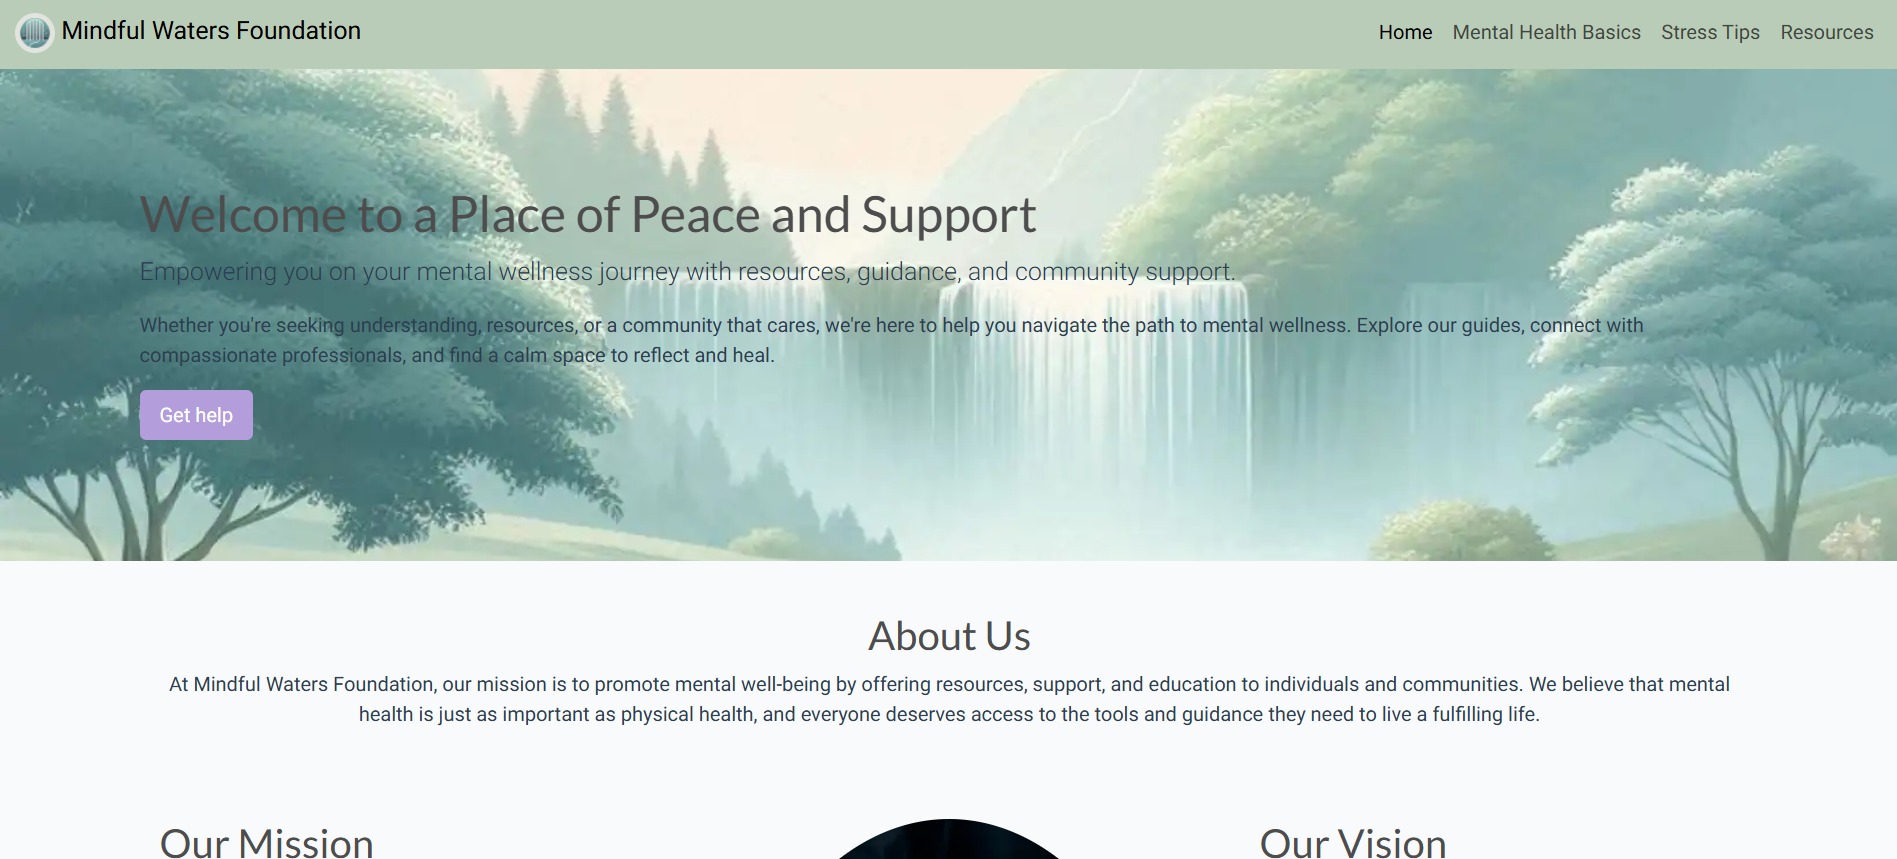 Mindful Waters Foundation
Home Mental Health Basics Stress Tips Resources
Welcome to a Place of Peace and Support
Empowering you on your mental wellness journey with resources, guidance, and community support.
Whether you're seeking understanding, resources, or a community that cares, we're here to help you navigate the path to mental wellness. Explore our guides, connect with
compassionate professionals, and find a calm space to reflect and heal.
Get help
About Us
At Mindful Waters Foundation, our mission is to promote mental well-being by offering resources, support, and education to individuals and communities. We believe that mental
health is just as important as physical health, and everyone deserves access to the tools and guidance they need to live a fulfilling life.
Our Mission
Our Vision